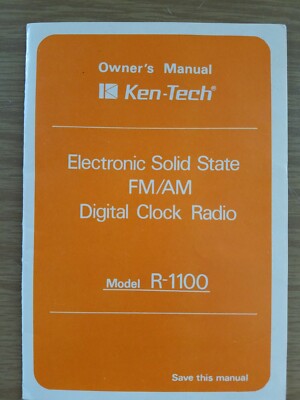 Owner's Manual
Ken-Tech®
Electronic Solid State
FM/AM
Digital Clock Radio
Model R-1100
Save this manual